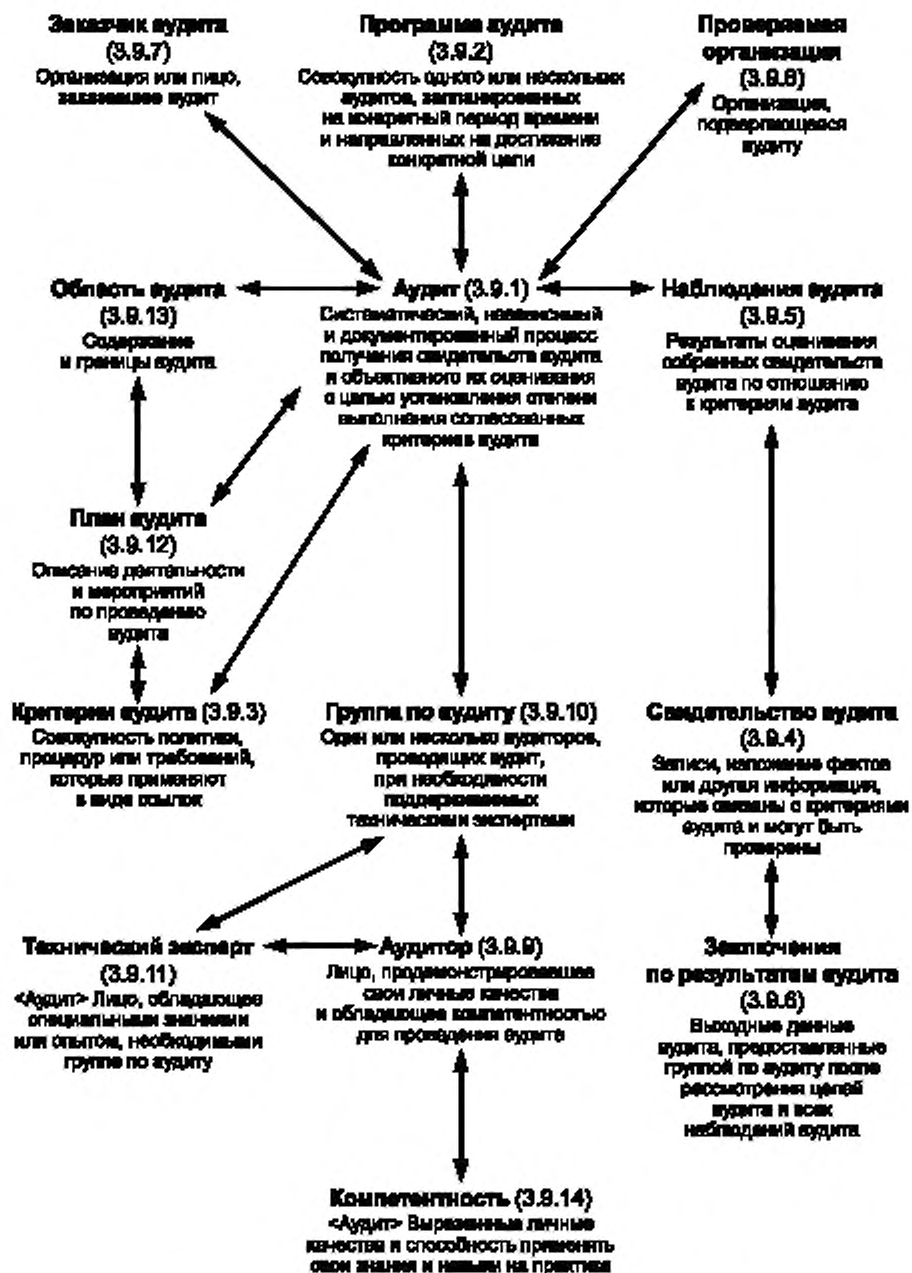 Заказчик аудита
(3.9.7)
Организация или лицо,
заказавшее аудит
Программа аудита
(3.9.2)
Совокупность одного или нескольких
аудитов, запланированных
на конкретный период времени
и направленных на достижение
конкретной цели
Проверяемая
организация
(3.9.8)
Организация,
подвергающаяся
аудиту
Область аудита
(3.9.13)
Содержание
и границы аудита
Аудит (3.9.1)
Систематический, независимый
и документированный процесс
получения свидетельств аудита
и объективного их оценивания
с целью установления степени
выполнения согласованных
критериев аудита
Наблюдения аудита
(3.9.5)
Результаты оценивания
собранных свидетельств
аудита по отношению
к критериям аудита
План аудита
(3.9.12)
Описание деятельности
и мероприятий
по проведению
аудита
Критерии аудита (3.9.3)
Совокупность политики,
процедур или требований,
которые применяют
в виде ссылок
Группа по аудиту (3.9.10)
Один или несколько аудиторов,
проводящих аудит,
при необходимости
поддерживаемых
техническими экспертами
Свидетельство аудита
(3.9.4)
Записи, изложение фактов
или другая информация,
которые связаны с критериями
аудита и могут быть
проверены
Технический эксперт
(3.9.11)
<Аудит> Лицо, обладающее
специальными знаниями
или опытом, необходимыми
группе по аудиту
Аудитор (3.9.9)
Лицо, продемонстрировавшее
свои личные качества
и обладающее компетентностью
для проведения аудита
Заключения
по результатам аудита
(3.9.6)
Выходные данные
аудита, предоставленные
группой по аудиту после
рассмотрения целей
аудита и всех
наблюдений аудита
Компетентность (3.9.14)
<Аудит> Выраженные личные
качества и способность применять
свои знания и навыки на практике